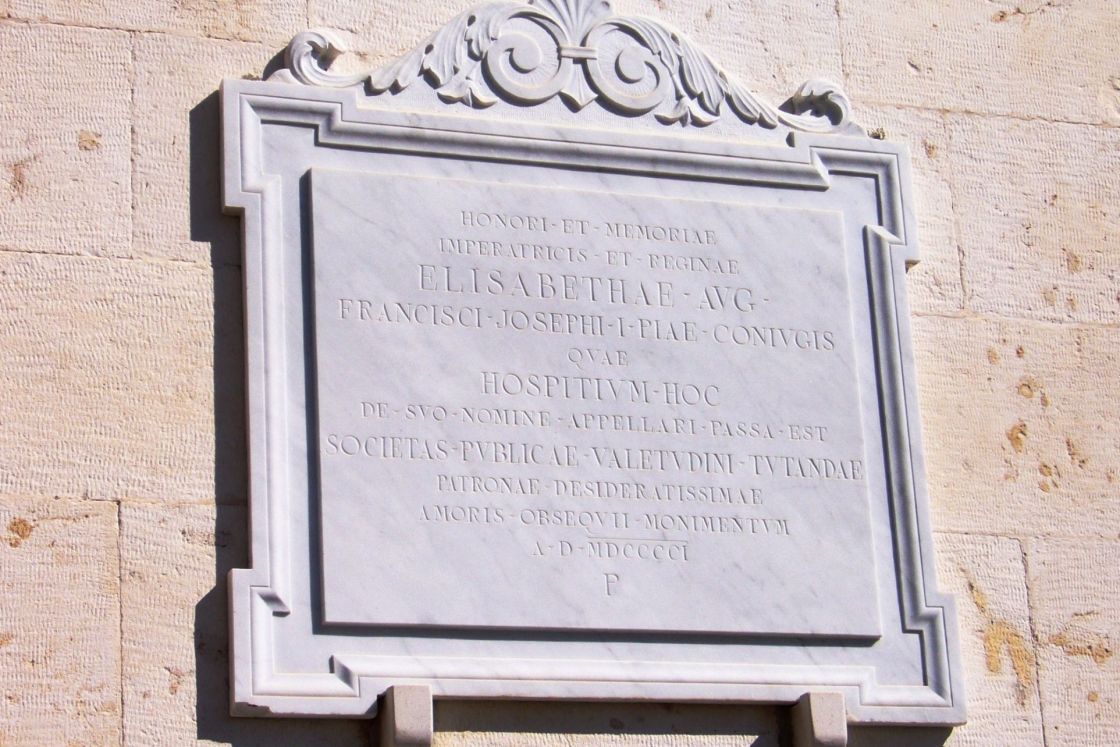 HONORI-ET-MEMORIAE
IMPERATRICIS-ET-REGINAE
ELISABETHAE-AVG-
FRANCISCI-JOSEPHI-I-PIAE-CONIVGIS
QVAE
HOSPITIVM-HOC
DE-SVO-NOMINE-APPELLARI-PASSA-EST
SOCIETAS-PVBLICAE-VALETVDINI-TVTANDAE
PATRONAE-DESIDERATISSIMAE
AMORIS-OBSEQVII-MONIMENTVM
A-D-MDCCCCI
P